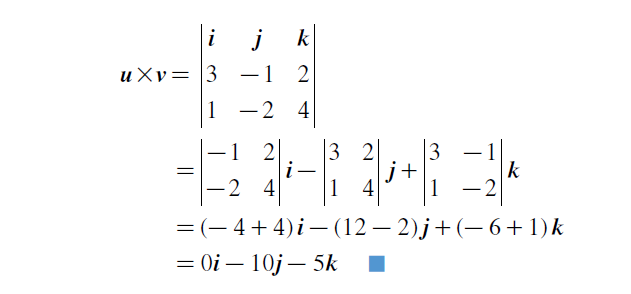 i j k
u×v= 3 −1 2
1 −2 4
= |−1 2| i − |3 2| j + |3 −1| k
|−2 4| |1 4| |1 −2|
= (− 4 + 4) i − (12 − 2) j + (− 6 + 1) k
= 0i − 10j − 5k